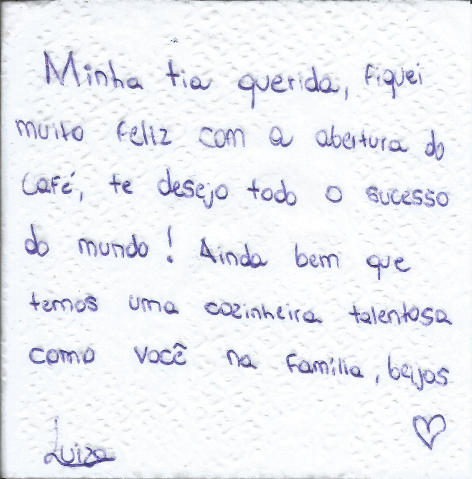 Minha tia querida, fiquei
muito feliz com a abertura do
café, te desejo todo o sucesso
do mundo! Ainda bem que
temos uma cozinheira talentosa
como você na família, beijos
Luiza